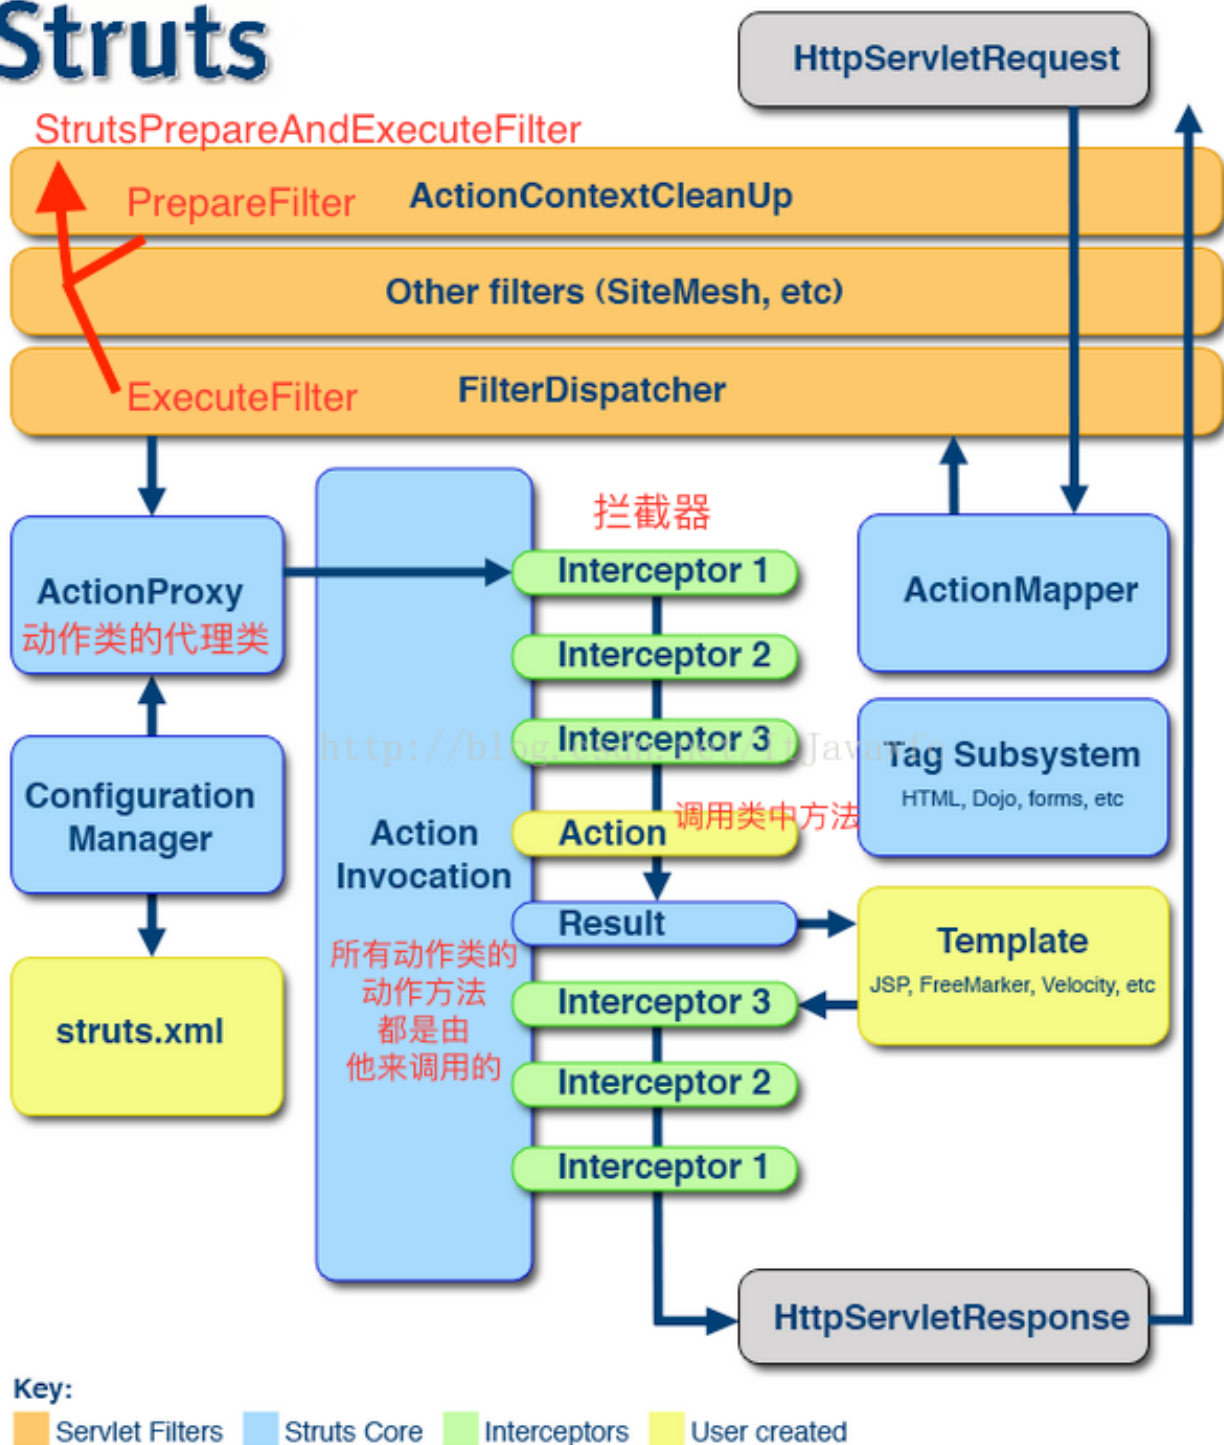 Struts
HttpServletRequest
StrutsPrepareAndExecuteFilter
PrepareFilter
ActionContextCleanUp
Other filters (SiteMesh, etc)
ExecuteFilter
FilterDispatcher
拦截器
ActionProxy
动作类的代理类
Interceptor 1
ActionMapper
Interceptor 2
Interceptor 3
Tag Subsystem
HTML, Dojo, forms, etc
Configuration
Manager
Action
Invocation
所有动作类的
动作方法
都是由
他来调用的
Action
调用类中方法
Result
Template
JSP, FreeMarker, Velocity, etc
struts.xml
Interceptor 3
Interceptor 2
Interceptor 1
HttpServletResponse
Key:
Servlet Filters
Struts Core
Interceptors
User created